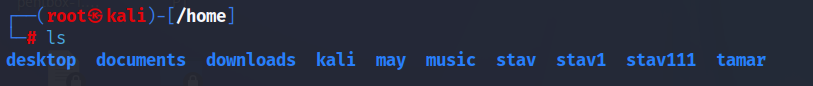 ┌──(root㉿kali)-[/home]
└─# ls
desktop documents downloads kali may music stav stav1 stav111 tamar